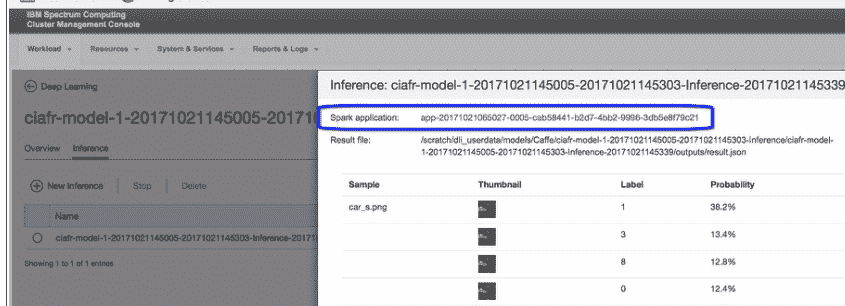 IBM Spectrum Computing
Cluster Management Console
Workload Resources System & Services Reports & Logs
Deep Learning
ciafr-model-1-20171021145005-20171
Overview Inference
New Inference Stop Delete
Name
ciafr-model-1-20171021145005-20171021145303-Inference-20171
Showing 1 to 1 of 1 entries
Inference: ciafr-model-1-20171021145005-20171021145303-Inference-20171021145339
Spark application: app-20171021065027-0005-cab58441-b2d7-4bb2-9996-3db5e8f79c21
Result file: /scratch/dli_userdata/models/Caffe/ciafr-model-1-20171021145005-20171021145303-Inference/ciafr-model-
1-20171021145005-20171021145303-Inference-20171021145339/outputs/result.json
Sample Thumbnail Label Probability
car_s.png 1 38.2%
3 13.4%
8 12.8%
0 12.4%